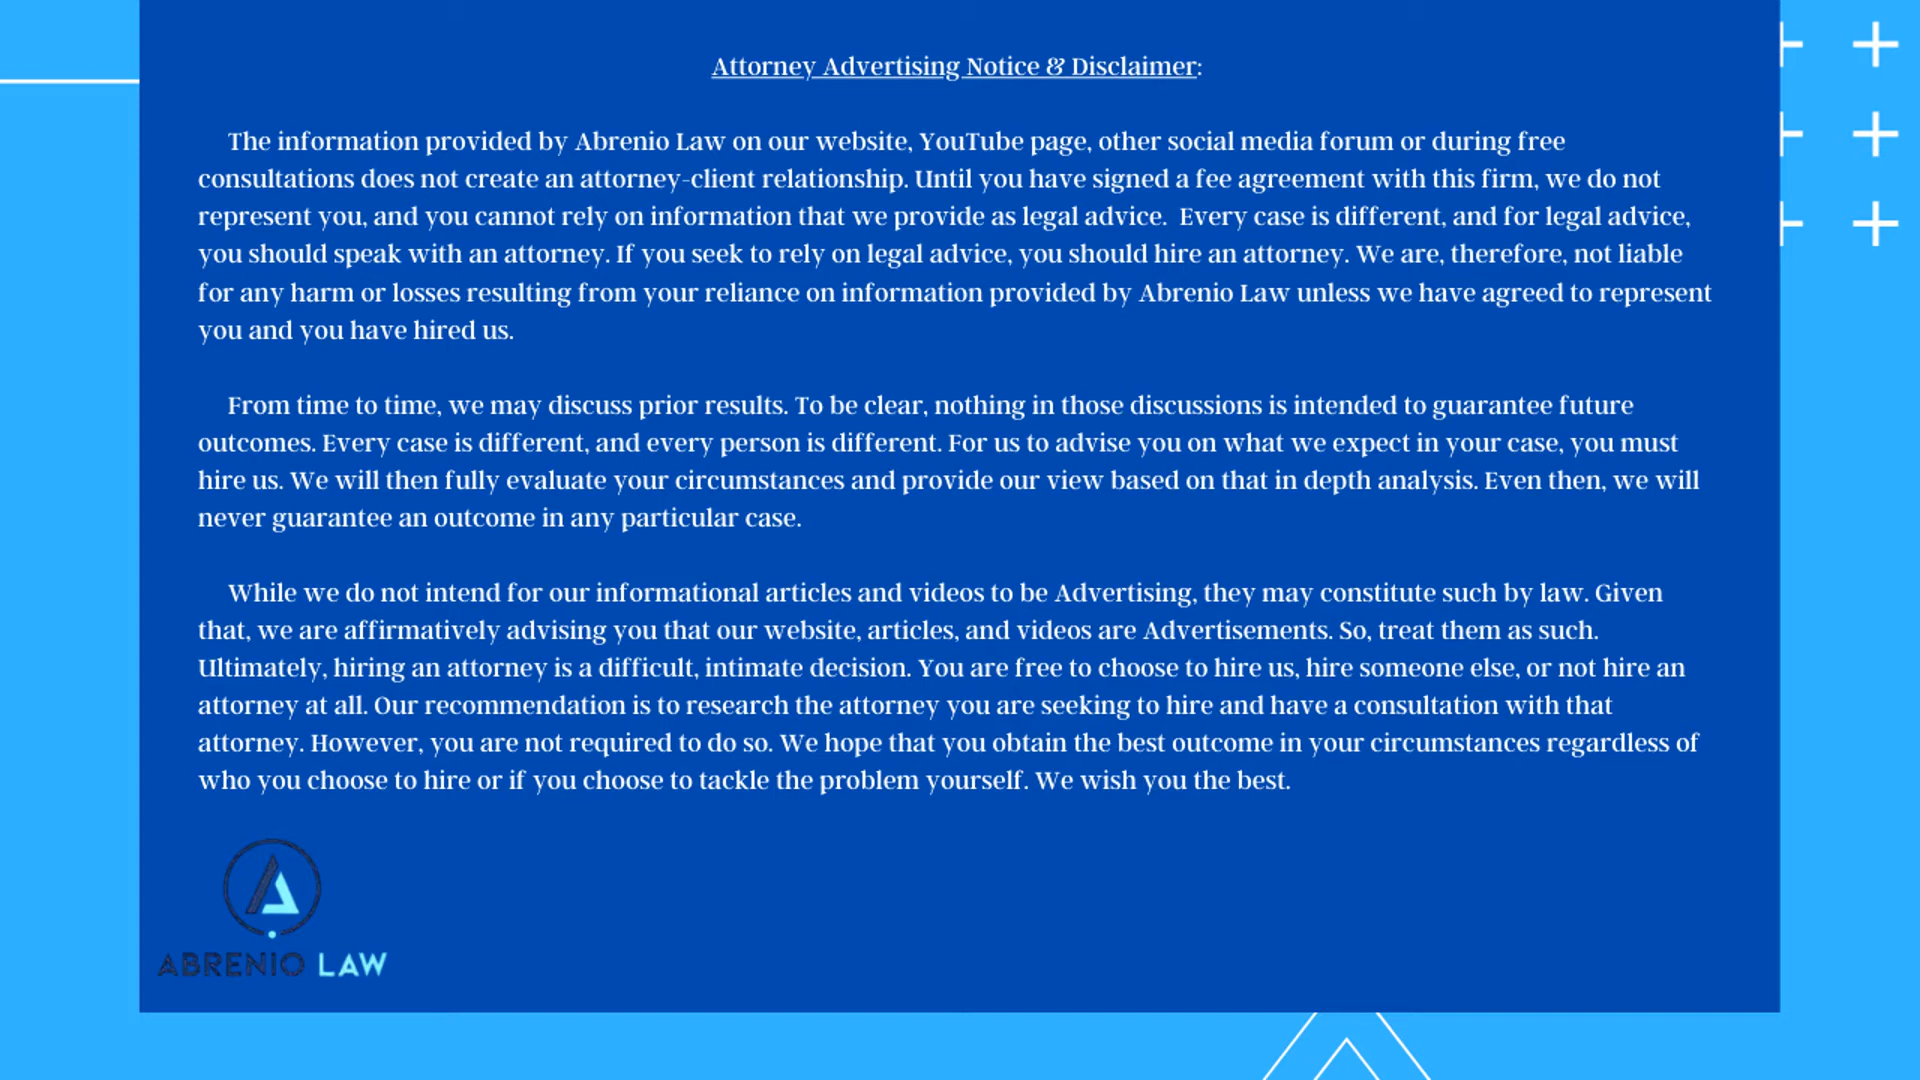 Attorney Advertising Notice & Disclaimer:
The information provided by Abrenio Law on our website, YouTube page, other social media forum or during free
consultations does not create an attorney-client relationship. Until you have signed a fee agreement with this firm, we do not
represent you, and you cannot rely on information that we provide as legal advice.  Every case is different, and for legal advice,
you should speak with an attorney. If you seek to rely on legal advice, you should hire an attorney. We are, therefore, not liable
for any harm or losses resulting from your reliance on information provided by Abrenio Law unless we have agreed to represent
you and you have hired us.
From time to time, we may discuss prior results. To be clear, nothing in those discussions is intended to guarantee future
outcomes. Every case is different, and every person is different. For us to advise you on what we expect in your case, you must
hire us. We will then fully evaluate your circumstances and provide our view based on that in depth analysis. Even then, we will
never guarantee an outcome in any particular case.
While we do not intend for our informational articles and videos to be Advertising, they may constitute such by law. Given
that, we are affirmatively advising you that our website, articles, and videos are Advertisements. So, treat them as such.
Ultimately, hiring an attorney is a difficult, intimate decision. You are free to choose to hire us, hire someone else, or not hire an
attorney at all. Our recommendation is to research the attorney you are seeking to hire and have a consultation with that
attorney. However, you are not required to do so. We hope that you obtain the best outcome in your circumstances regardless of
who you choose to hire or if you choose to tackle the problem yourself. We wish you the best.
ABRENIO LAW